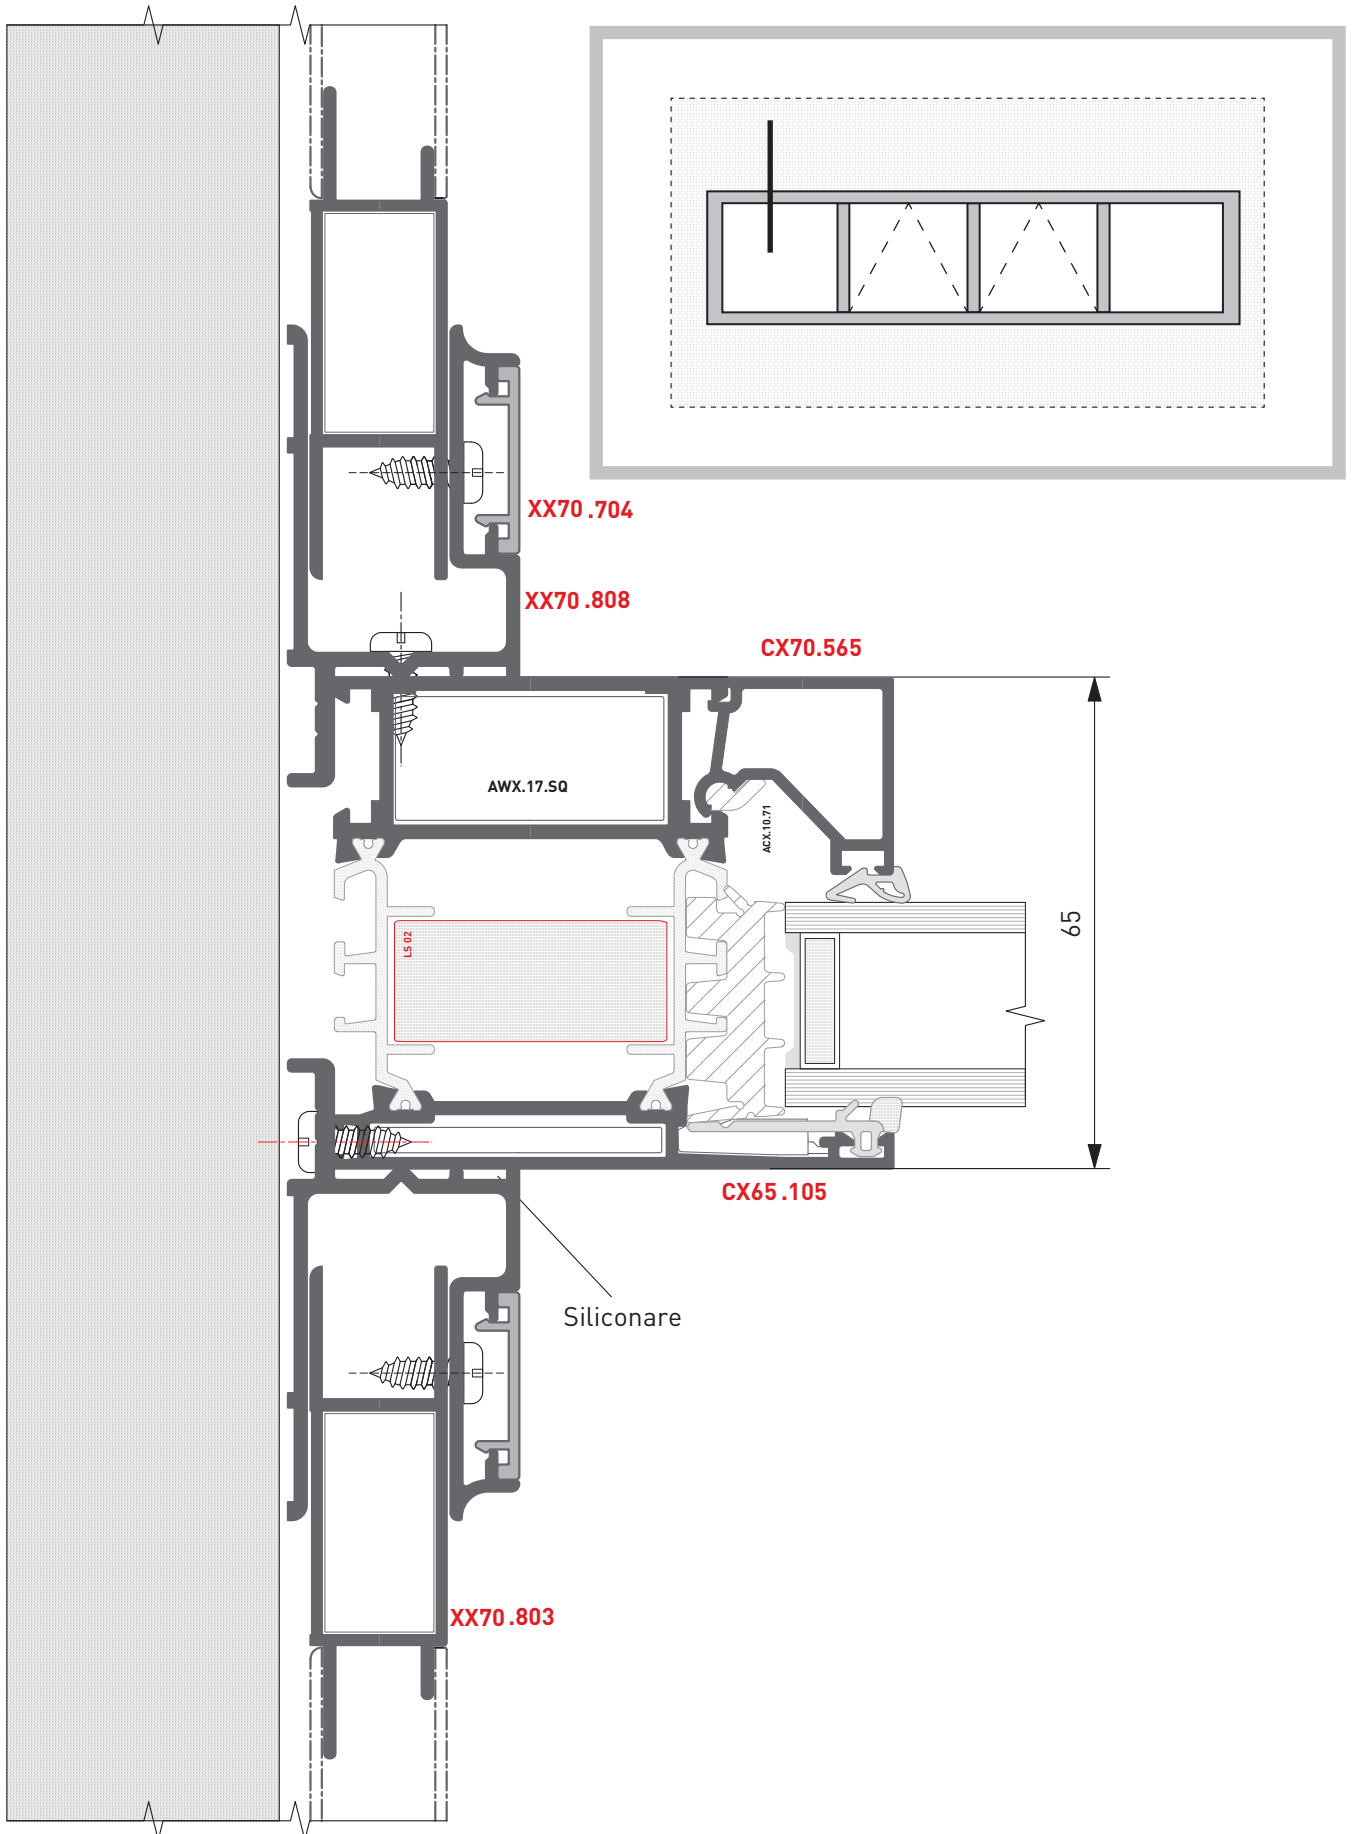 XX70 .704
XX70 .808
CX70.565
AWX.17.SQ
ACX.10.71
65
LS 02
CX65 .105
Siliconare
XX70 .803